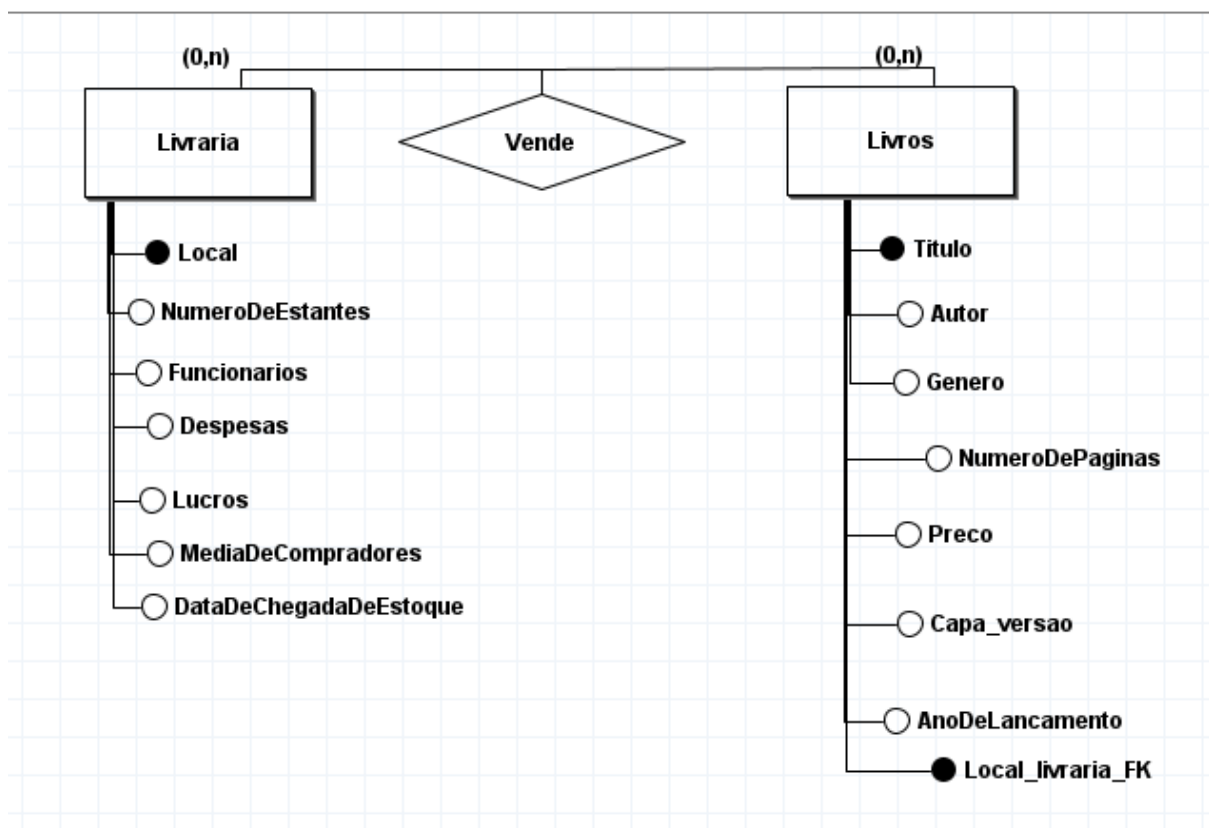 (0,n)
(0,n)
Livraria
Vende
Livros
Local
NumeroDeEstantes
Funcionarios
Despesas
Lucros
MediaDeCompradores
DataDeChegadaDeEstoque
Titulo
Autor
Genero
NumeroDePaginas
Preco
Capa_versao
AnoDeLancamento
Local_livraria_FK